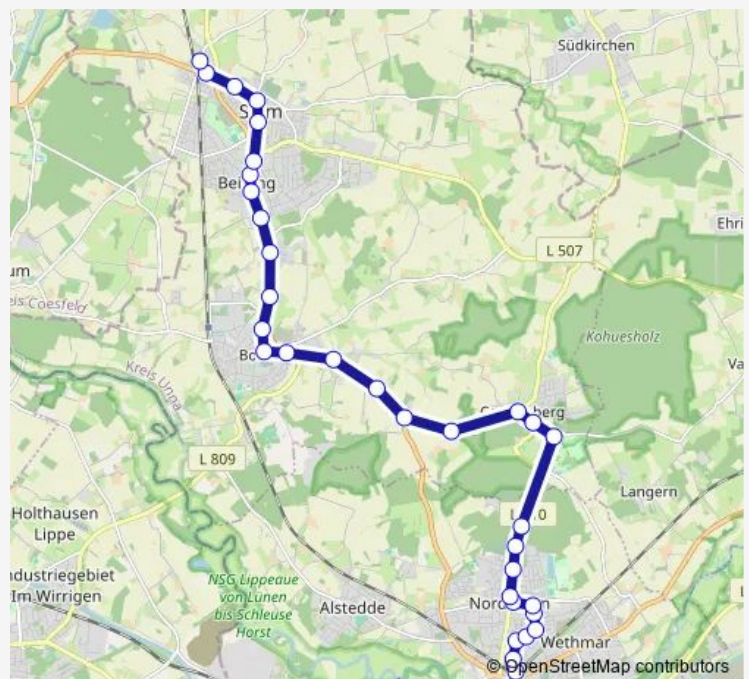 Südkirchen
Ehri
L 507
um
eis Coesfeld
Kohuesholz
Kreis Unna
Va
L 809
Langern
Holthausen
Lippe
ndustriegebiet
Im Wirrigen
NSG Lippeaue
von Lünen
bis Schleuse
Horst
Alstedde
Wethmar
© OpenStreetMap contributors